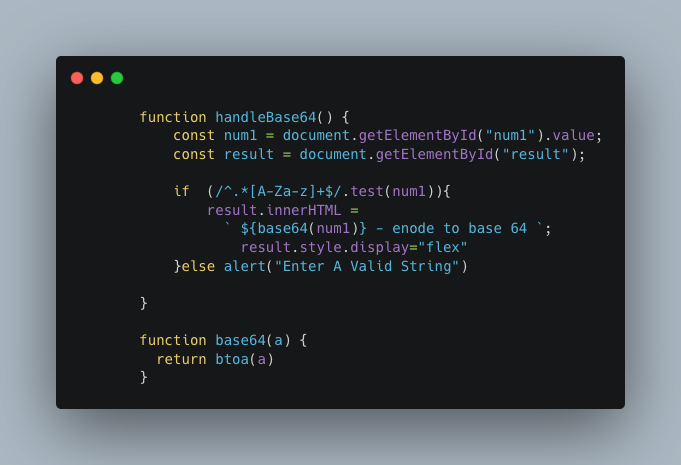 function handleBase64() {
    const num1 = document.getElementById("num1").value;
    const result = document.getElementById("result");

    if  (/^.*[A-Za-z]+$/.test(num1)){
        result.innerHTML =
          ` ${base64(num1)} - enode to base 64 `;
            result.style.display="flex"
    }else alert("Enter A Valid String")

}

function base64(a) {
  return btoa(a)
}